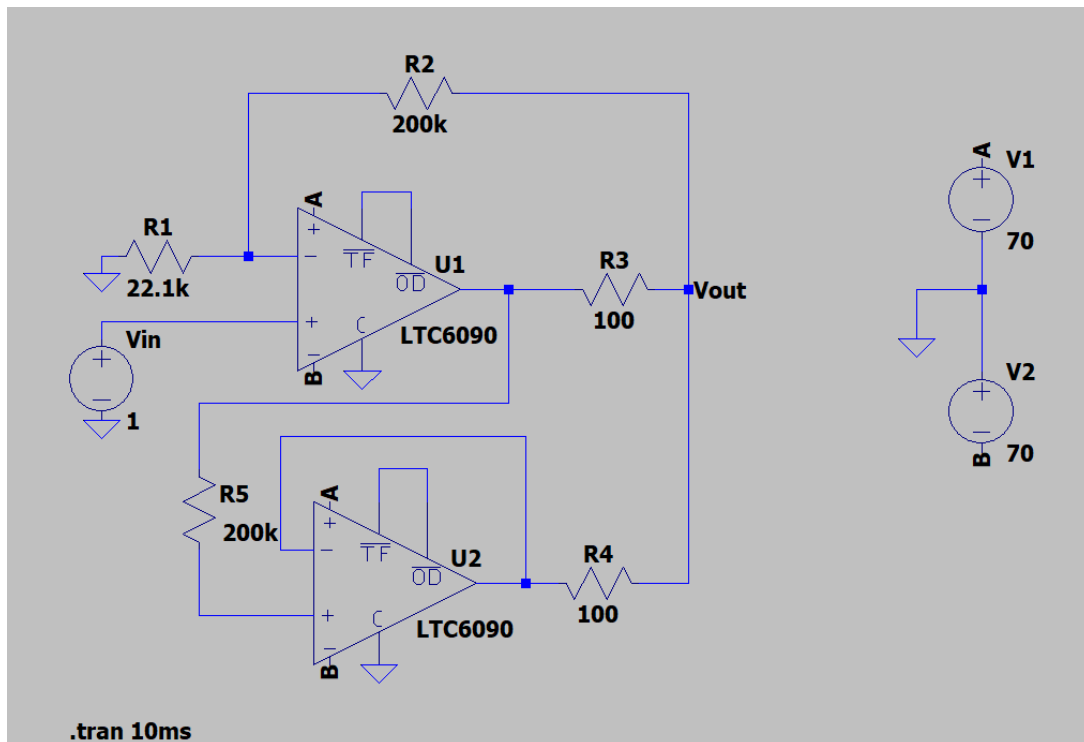 R2
200k
A
V1
70
R1
22.1k
A
+
−
TF
OD
U1
R3
100
Vout
+
−
C
LTC6090
B
Vin
+
−
1
+
−
V2
+
−
70
B
R5
200k
A
+
−
TF
OD
U2
R4
100
+
−
C
LTC6090
B
.tran 10ms